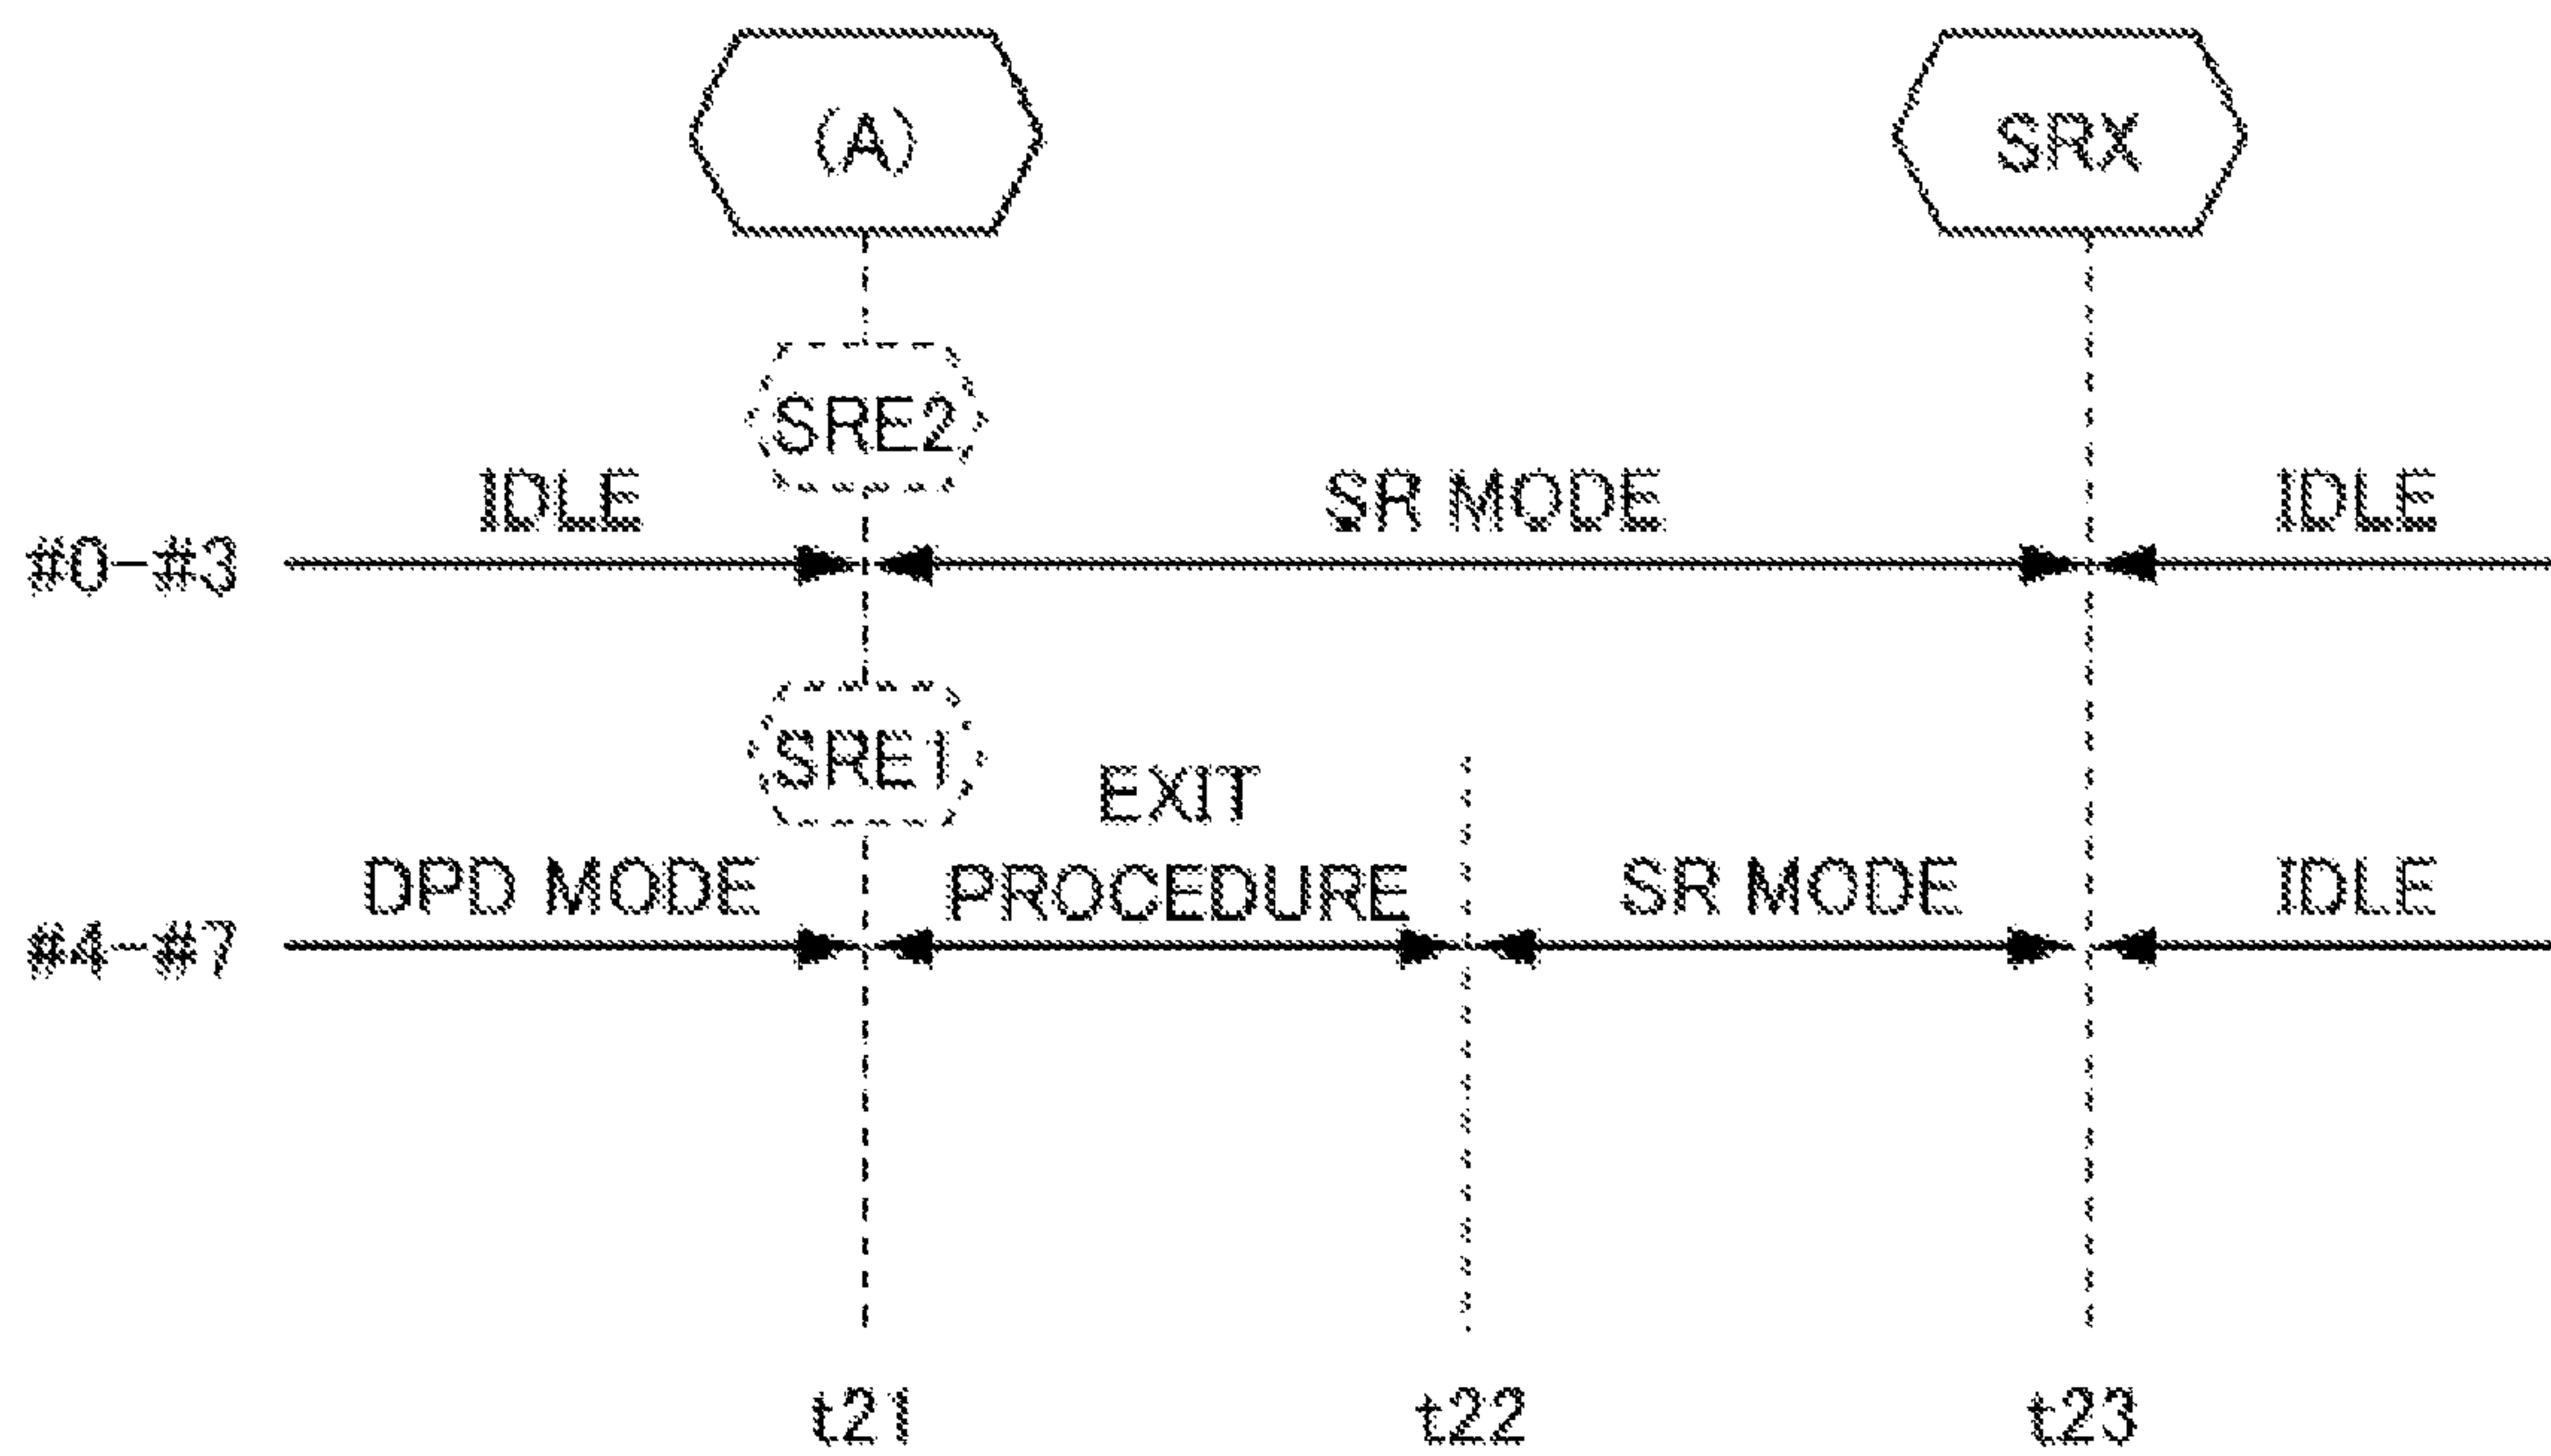 (A)
SRX
SRE2
IDLE
SR MODE
IDLE
#0-#3
SRE1
EXIT
PROCEDURE
DPD MODE
SR MODE
IDLE
#4-#7
t21
t22
t23